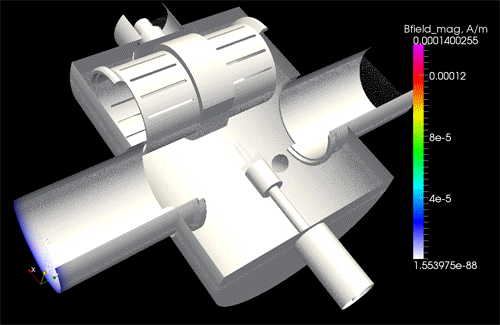 Bfield_mag, A/m
0.0001400255
0.00012
8e-5
4e-5
1.553975e-88
x